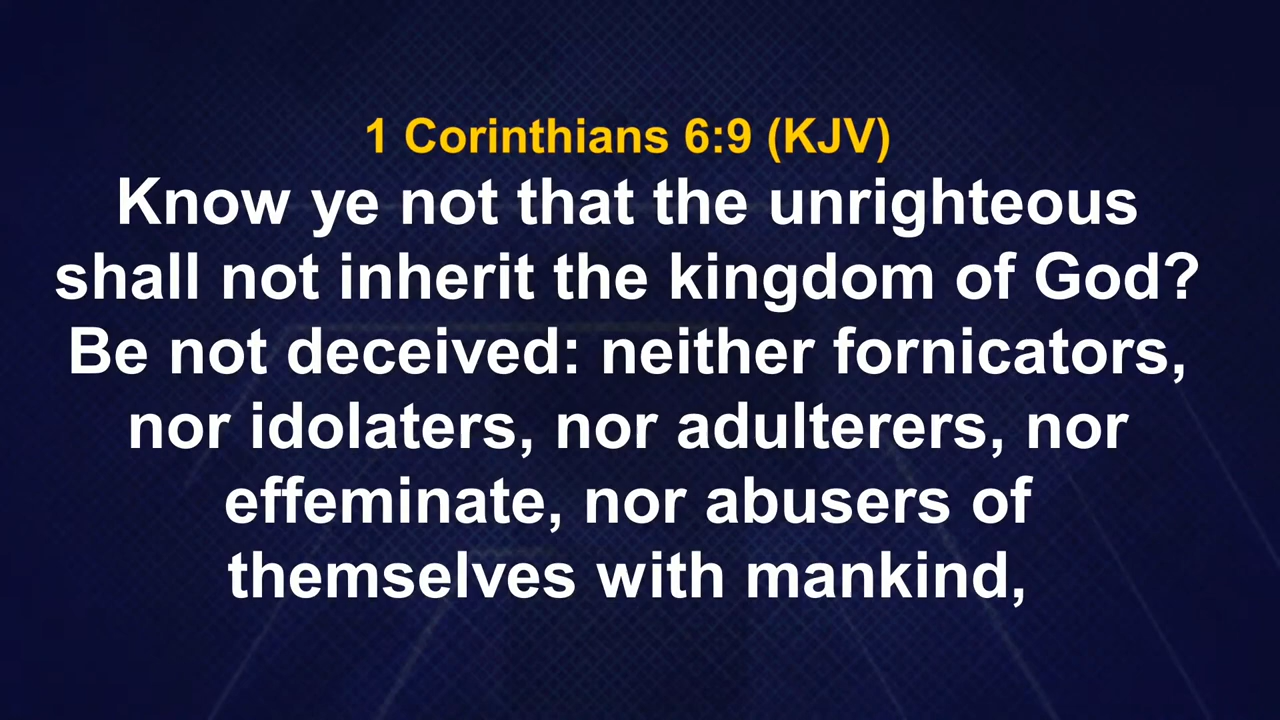 1 Corinthians 6:9 (KJV)
Know ye not that the unrighteous
shall not inherit the kingdom of God?
Be not deceived: neither fornicators,
nor idolaters, nor adulterers, nor
effeminate, nor abusers of
themselves with mankind,